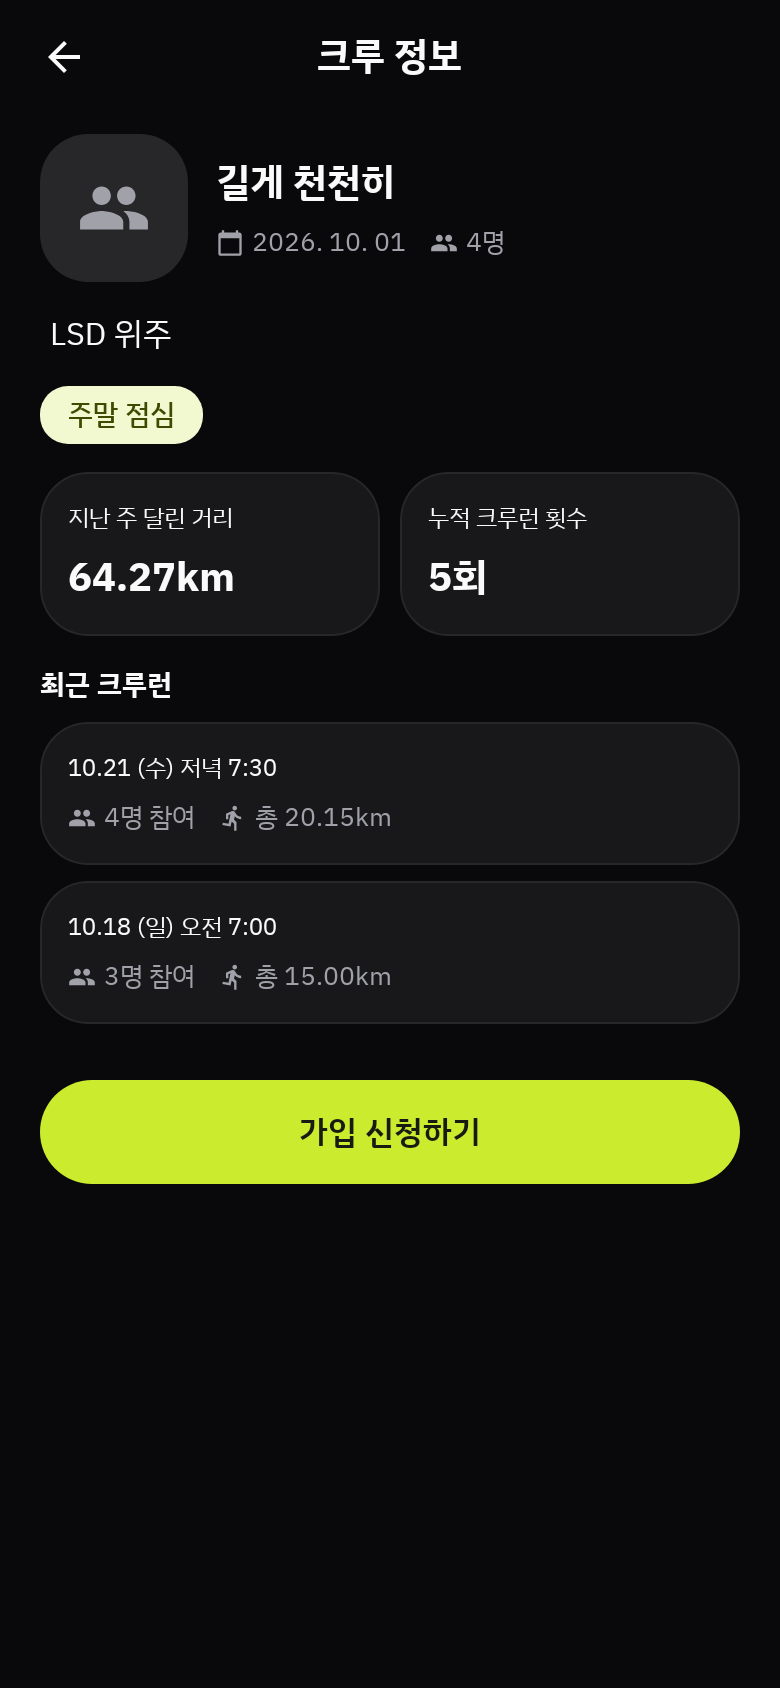 크루 정보
길게 천천히
2026. 10. 01 4명
LSD 위주
주말 점심
지난 주 달린 거리
64.27km
누적 크루런 횟수
5회
최근 크루런
10.21 (수) 저녁 7:30
4명 참여 총 20.15km
10.18 (일) 오전 7:00
3명 참여 총 15.00km
가입 신청하기